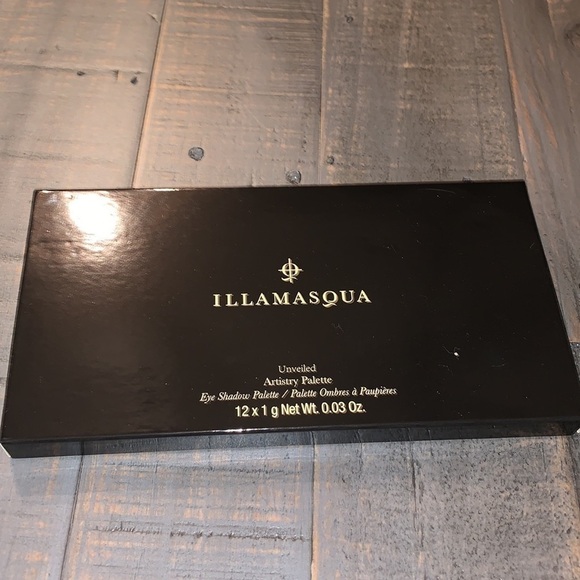 ILLAMASQUA
Unveiled
Artistry Palette
Eye Shadow Palette / Palette Ombres à Paupières
12 x 1 g Net Wt. 0.03 Oz.